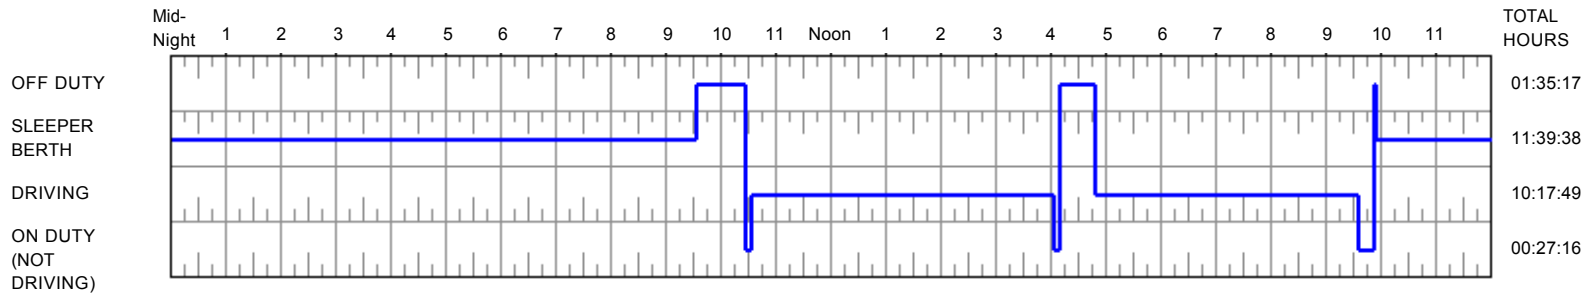 Mid-
Night 1 2 3 4 5 6 7 8 9 10 11 Noon 1 2 3 4 5 6 7 8 9 10 11
TOTAL
HOURS
OFF DUTY 01:35:17
SLEEPER
BERTH 11:39:38
DRIVING 10:17:49
ON DUTY
(NOT
DRIVING) 00:27:16